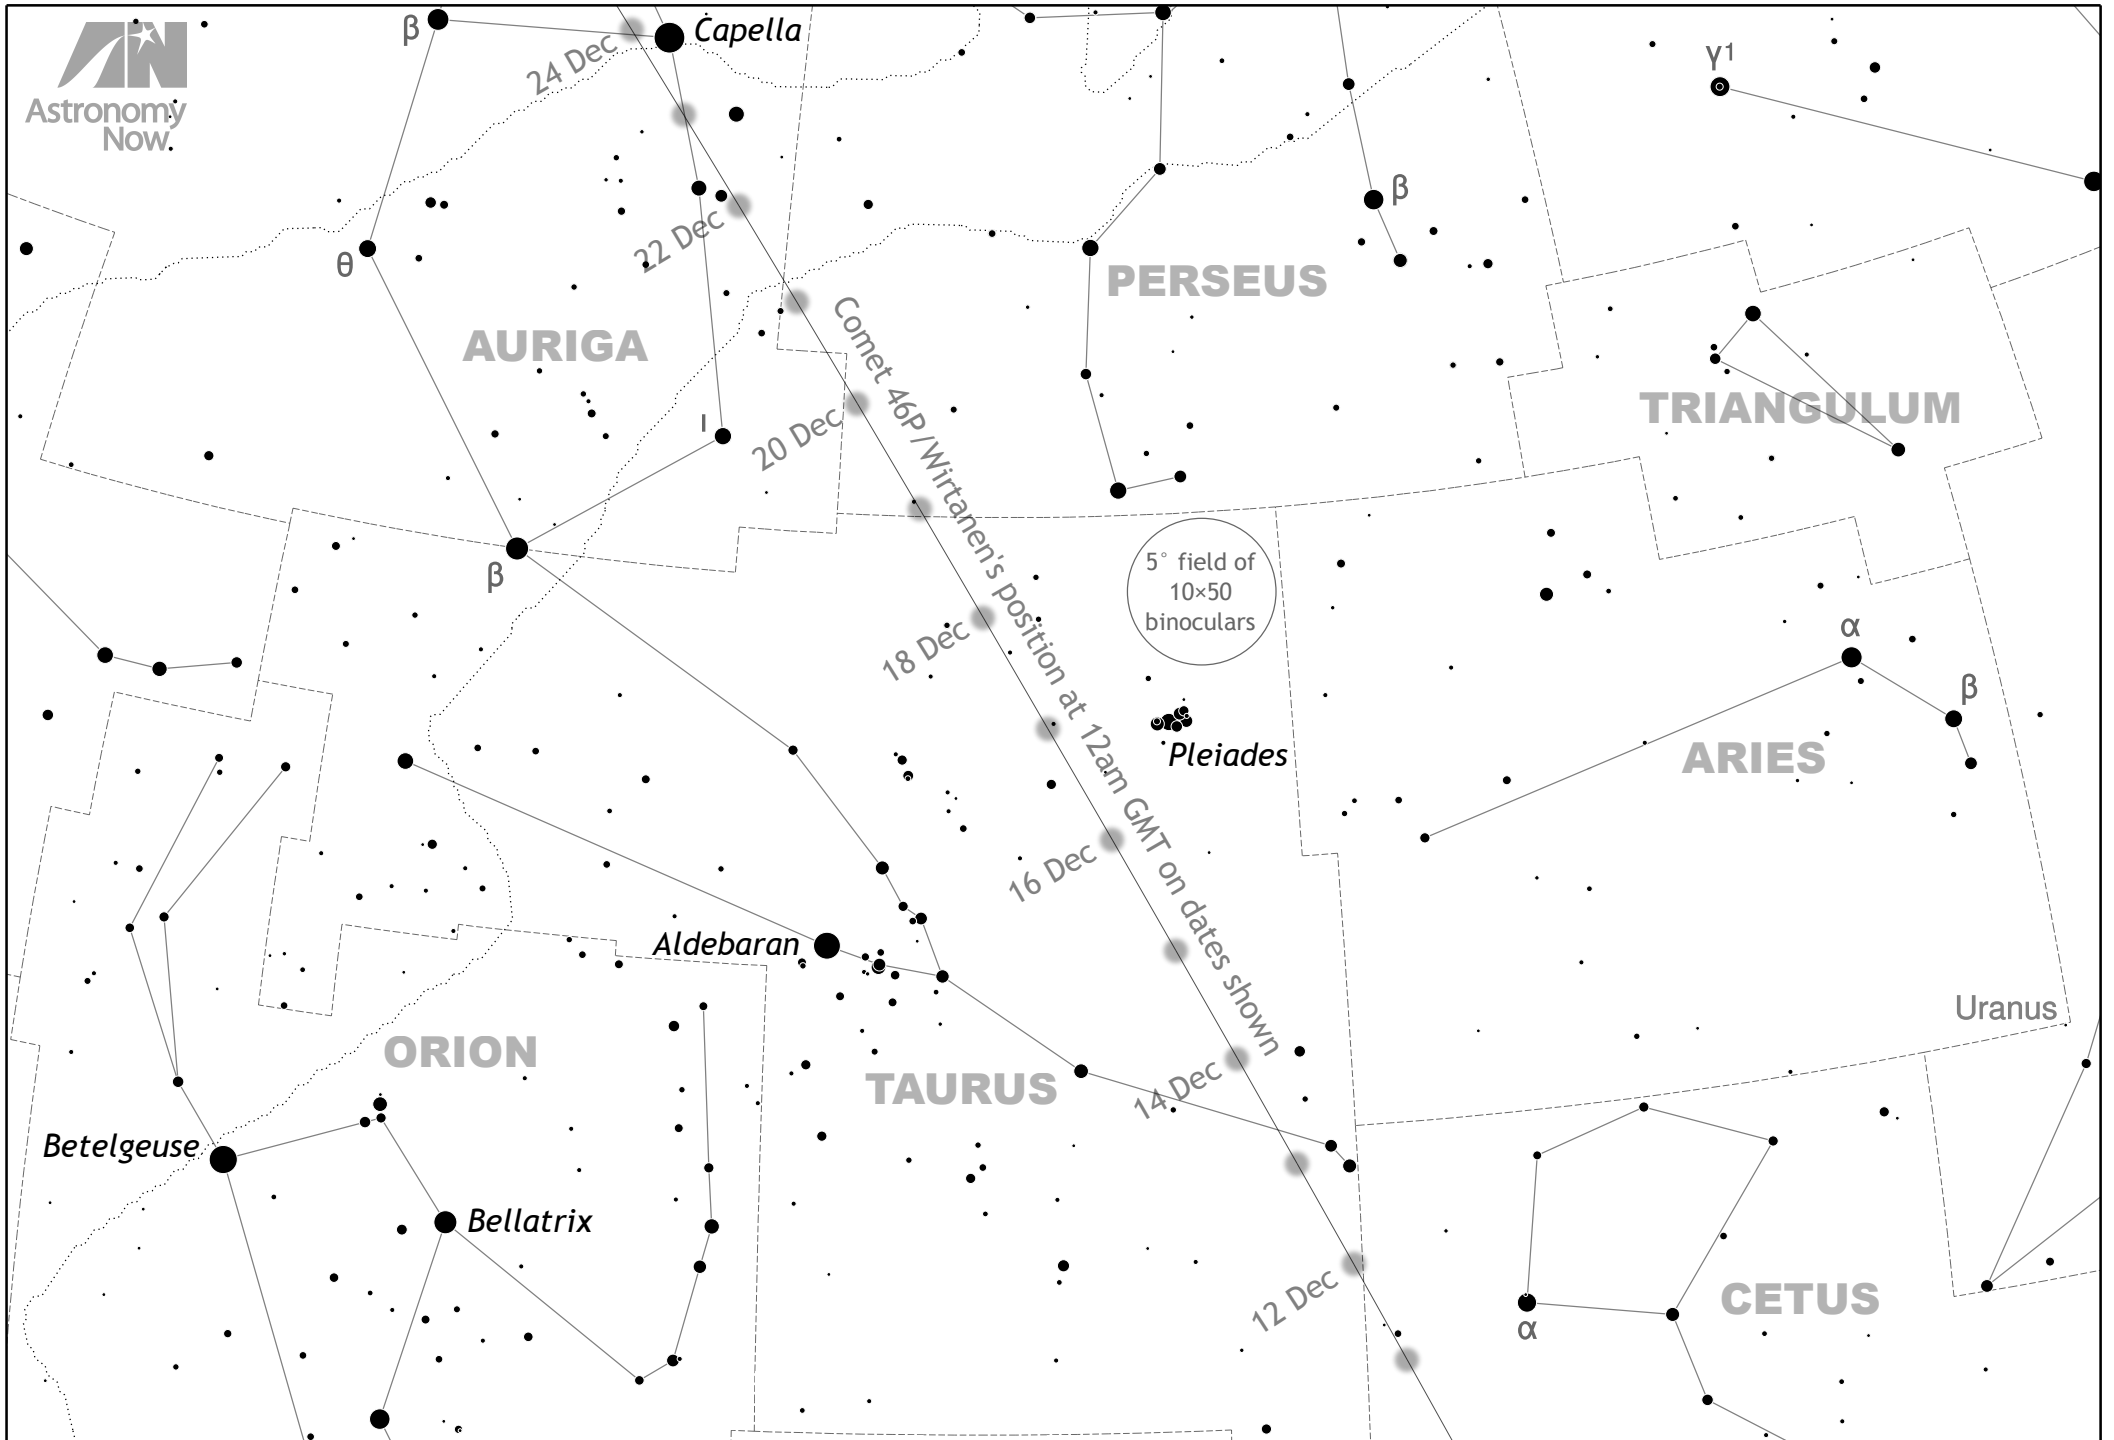 β
Capella
24 Dec
γ1
Astronomy
Now
β
22 Dec
θ
PERSEUS
AURIGA
TRIANGULUM
ι
20 Dec
Comet 46P/Wirtanen's position at 12am GMT on dates shown
5° field of
10×50
binoculars
β
18 Dec
α
β
Pleiades
ARIES
16 Dec
Aldebaran
Uranus
ORION
TAURUS
14 Dec
Betelgeuse
Bellatrix
12 Dec
CETUS
α